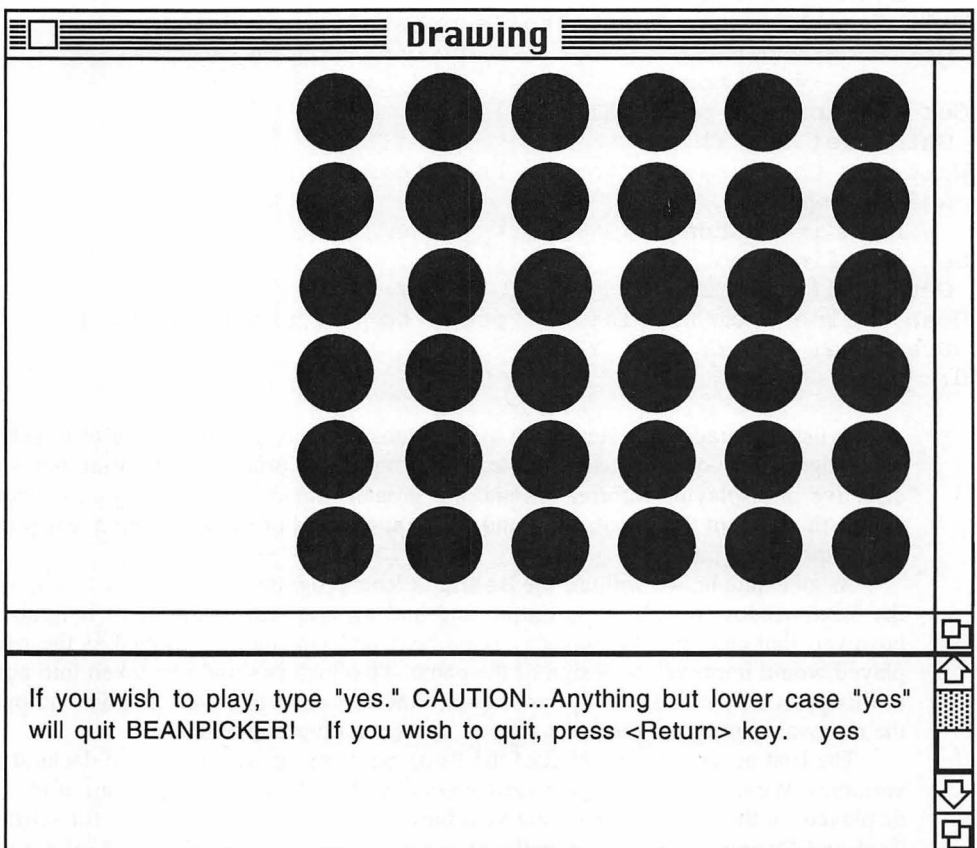 Drawing
If you wish to play, type "yes." CAUTION...Anything but lower case "yes"
will quit BEANPICKER! If you wish to quit, press <Return> key. yes